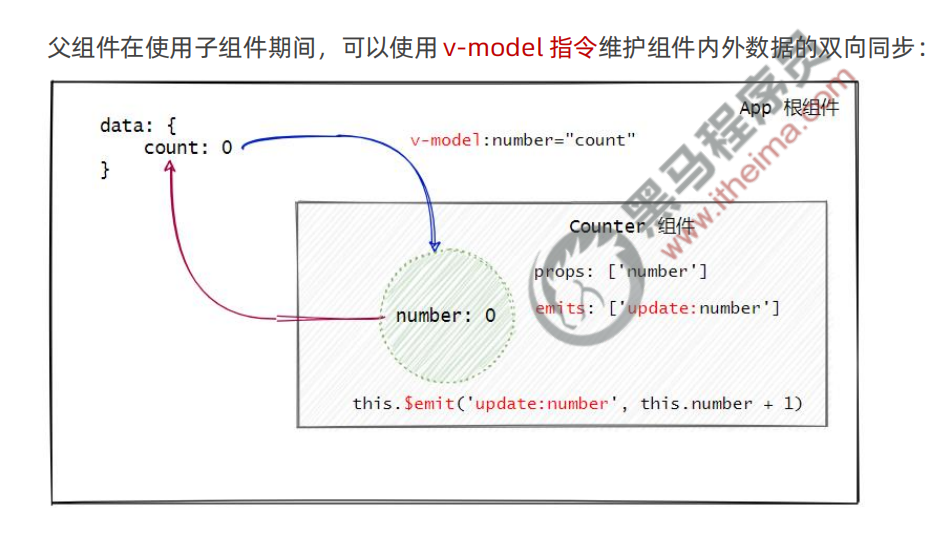 父组件在使用子组件期间，可以使用 v-model 指令维护组件内外数据的双向同步：
App 根组件
data: {
count: 0
}
v-model:number="count"
Counter 组件
props: ['number']
emits: ['update:number']
number: 0
this.$emit('update:number', this.number + 1)
黑马程序员
www.itheima.com